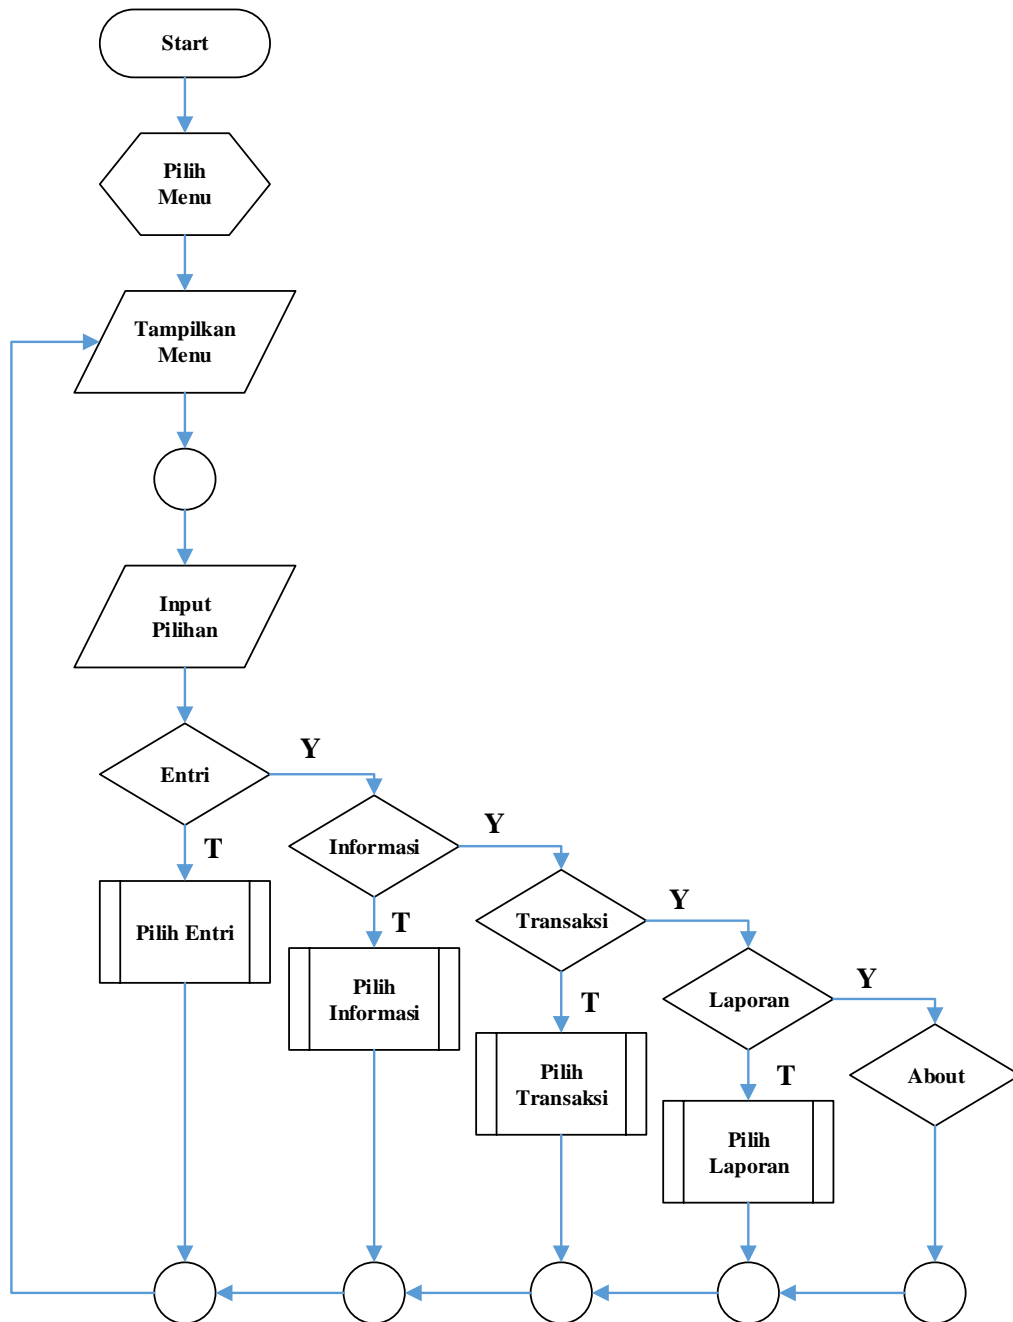 Start
Pilih
Menu
Tampilkan
Menu
Input
Pilihan
Entri
Y
T
Pilih Entri
Informasi
Y
T
Pilih
Informasi
Transaksi
Y
T
Pilih
Transaksi
Laporan
Y
T
Pilih
Laporan
About